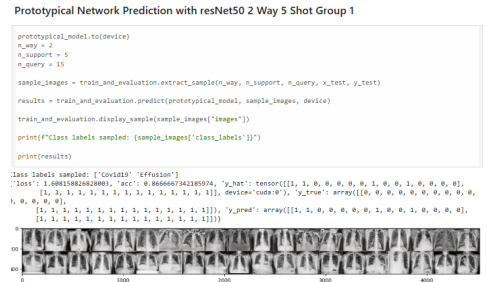 Prototypical Network Prediction with resNet50 2 Way 5 Shot Group 1
prototypical_model.to(device)
n_way = 2
n_support = 5
n_query = 15
sample_images = train_and_evaluation.extract_sample(n_way, n_support, n_query, x_test, y_test)
results = train_and_evaluation.predict(prototypical_model, sample_images, device)
train_and_evaluation.display_sample(sample_images["images"])
print(f"Class labels sampled: {sample_images['class_labels']}")
print(results)
Class labels sampled: ['Covid19' 'Effusion']
{'loss': 1.608158826828003, 'acc': 0.8666667342185974, 'y_hat': tensor([[1, 1, 0, 0, 0, 0, 0, 1, 0, 0, 1, 0, 0, 0, 0],
[1, 1, 1, 1, 1, 1, 1, 1, 1, 1, 1, 1, 1, 1, 1]], device='cuda:0'), 'y_true': array([[0, 0, 0, 0, 0, 0, 0, 0, 0, 0,
0, 0, 0, 0, 0],
[1, 1, 1, 1, 1, 1, 1, 1, 1, 1, 1, 1, 1, 1, 1]]), 'y_pred': array([[1, 1, 0, 0, 0, 0, 0, 1, 0, 0, 1, 0, 0, 0, 0],
[1, 1, 1, 1, 1, 1, 1, 1, 1, 1, 1, 1, 1, 1, 1]])}
0
0 1000 2000 3000 4000